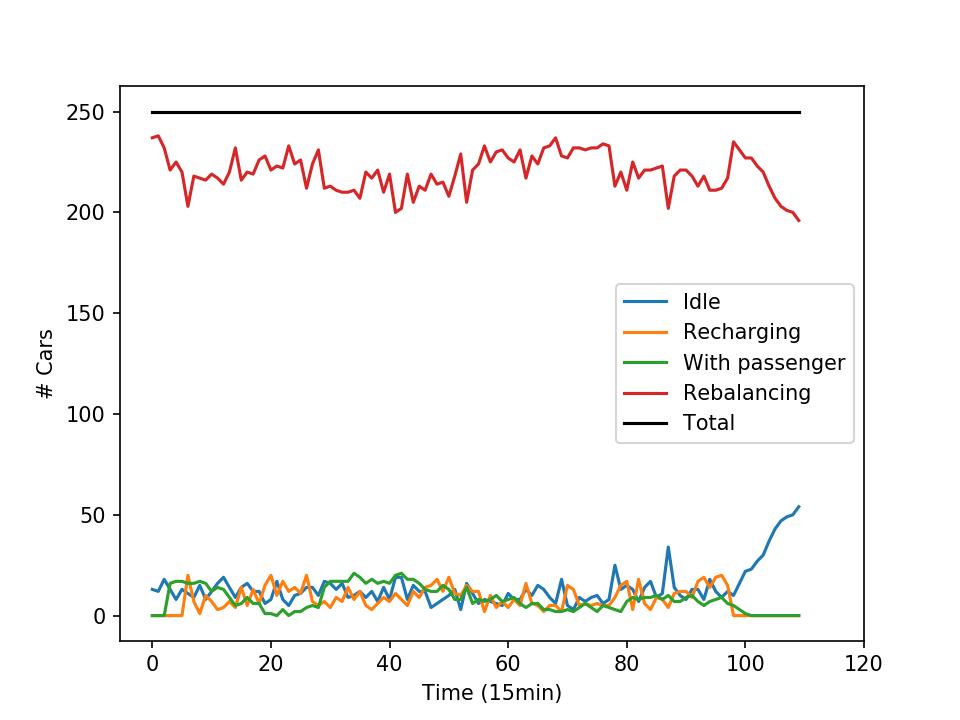 250
200
150
100
50
0
# Cars
Idle
Recharging
With passenger
Rebalancing
Total
0 20 40 60 80 100 120
Time (15min)